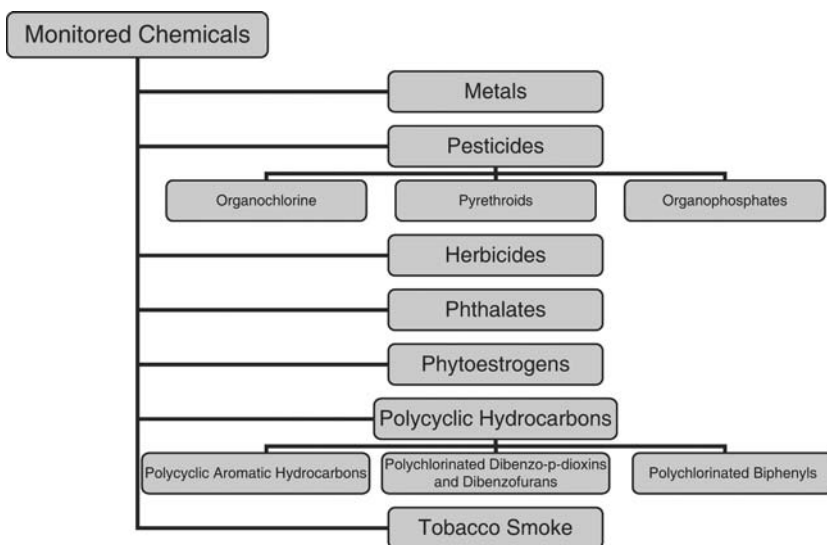 Monitored Chemicals
Metals
Pesticides
Organochlorine
Pyrethroids
Organophosphates
Herbicides
Phthalates
Phytoestrogens
Polycyclic Hydrocarbons
Polycyclic Aromatic Hydrocarbons
Polychlorinated Dibenzo-p-dioxins
and Dibenzofurans
Polychlorinated Biphenyls
Tobacco Smoke